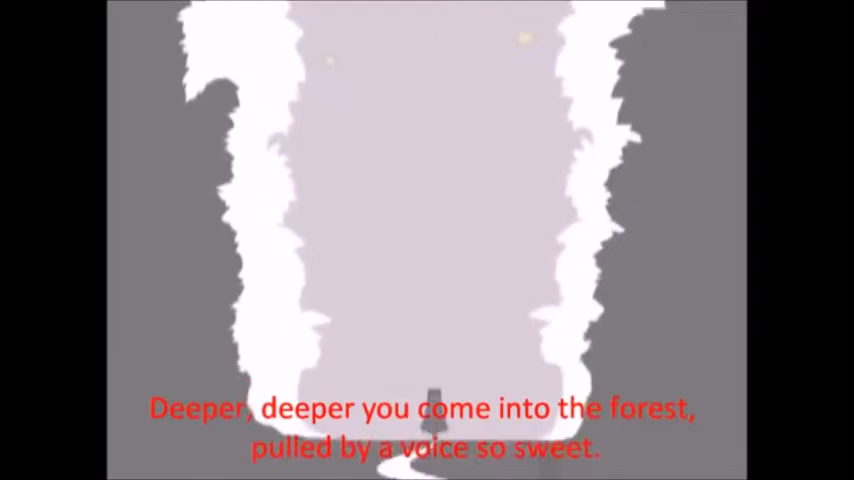 Deeper, deeper you come into the forest,
pulled by a voice so sweet.